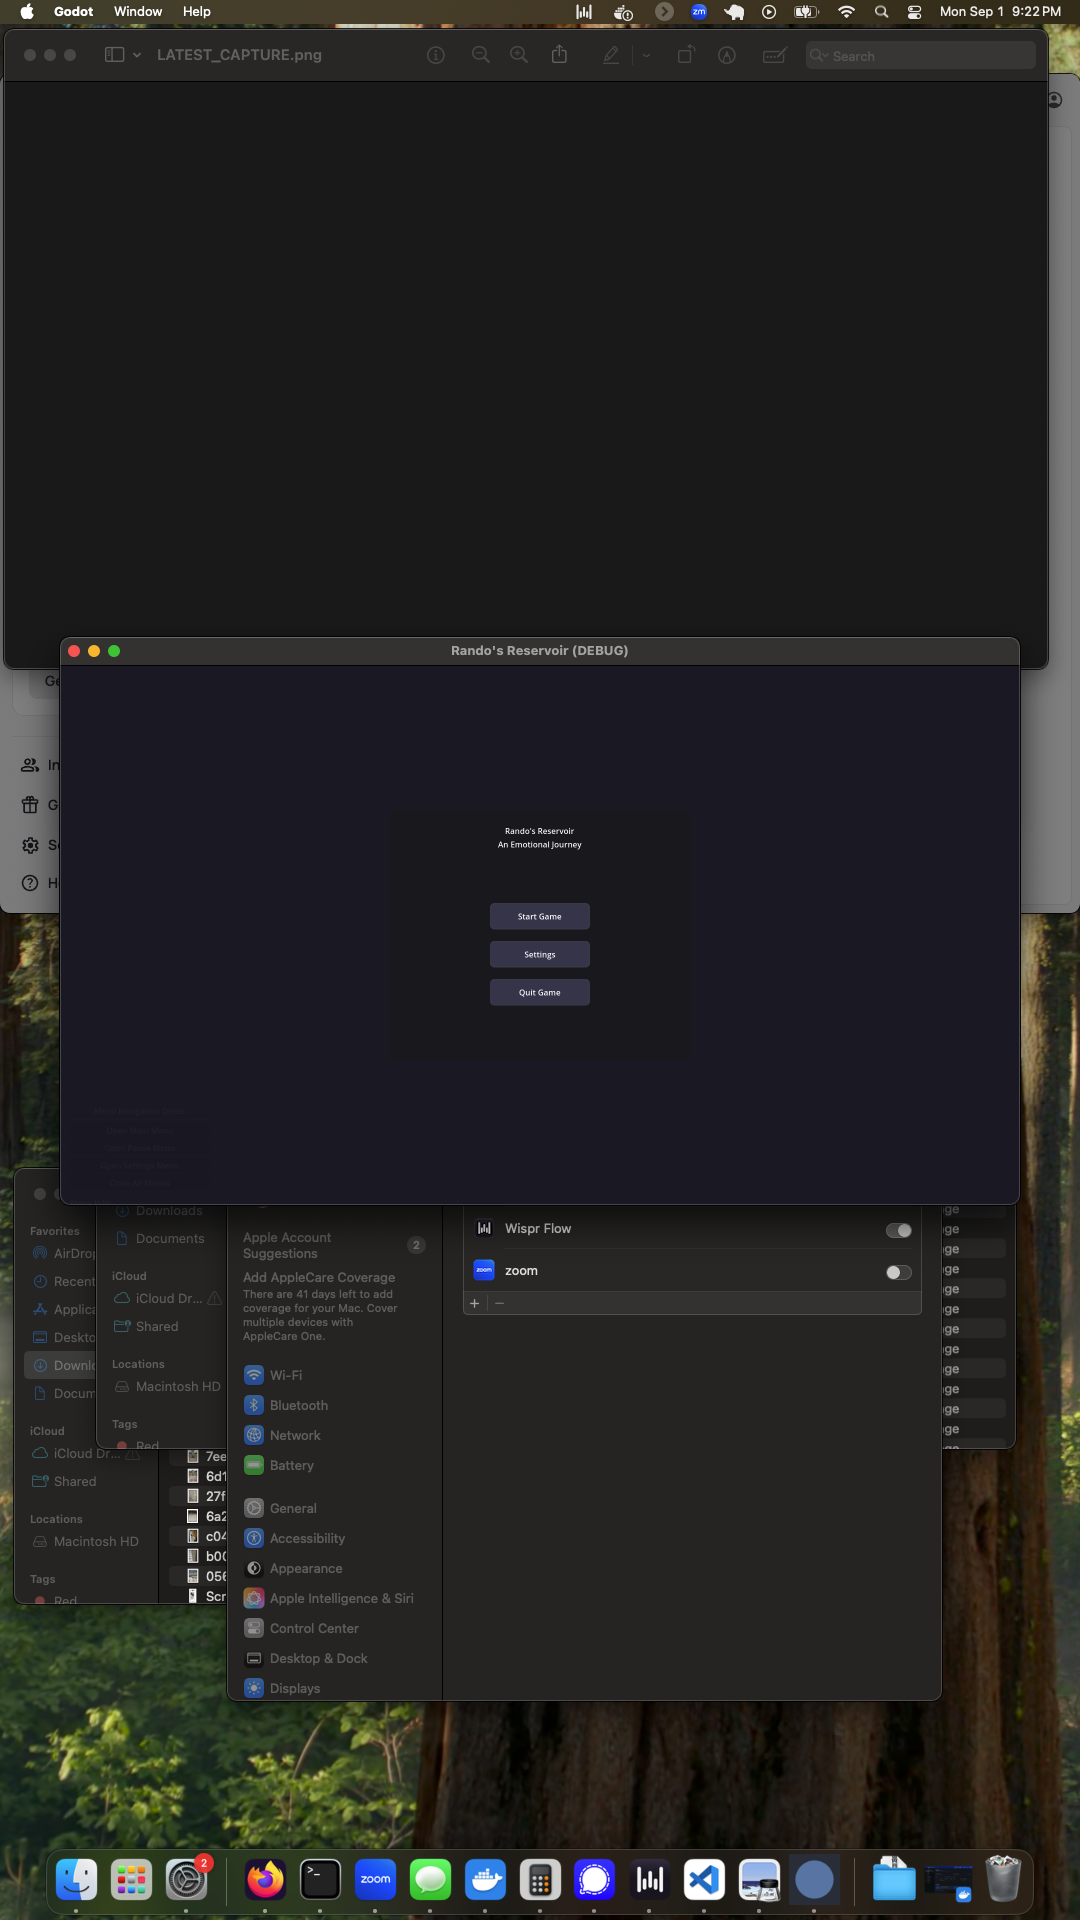 Godot Window Help
zm
Mon Sep 1 9:22 PM
LATEST_CAPTURE.png
Search
Rando's Reservoir (DEBUG)
Rando's Reservoir
An Emotional Journey
Start Game
Settings
Quit Game
Favorites
AirDrop
Recent
Applica
Deskto
Downlo
Docum
iCloud
iCloud Dr...
Shared
Locations
Macintosh HD
Tags
Red
Downloads
Documents
iCloud
iCloud Dr...
Shared
Locations
Macintosh HD
Tags
Red
7ee
6d1
27f
6a2
c04
b00
056
Scr
Apple Account
Suggestions
2
Add AppleCare Coverage
There are 41 days left to add
coverage for your Mac. Cover
multiple devices with
AppleCare One.
Wi-Fi
Bluetooth
Network
Battery
General
Accessibility
Appearance
Apple Intelligence & Siri
Control Center
Desktop & Dock
Displays
Wispr Flow
zoom
zoom
+ −
ge
ge
ge
ge
ge
ge
ge
ge
ge
ge
ge
ge
ge
2
zoom